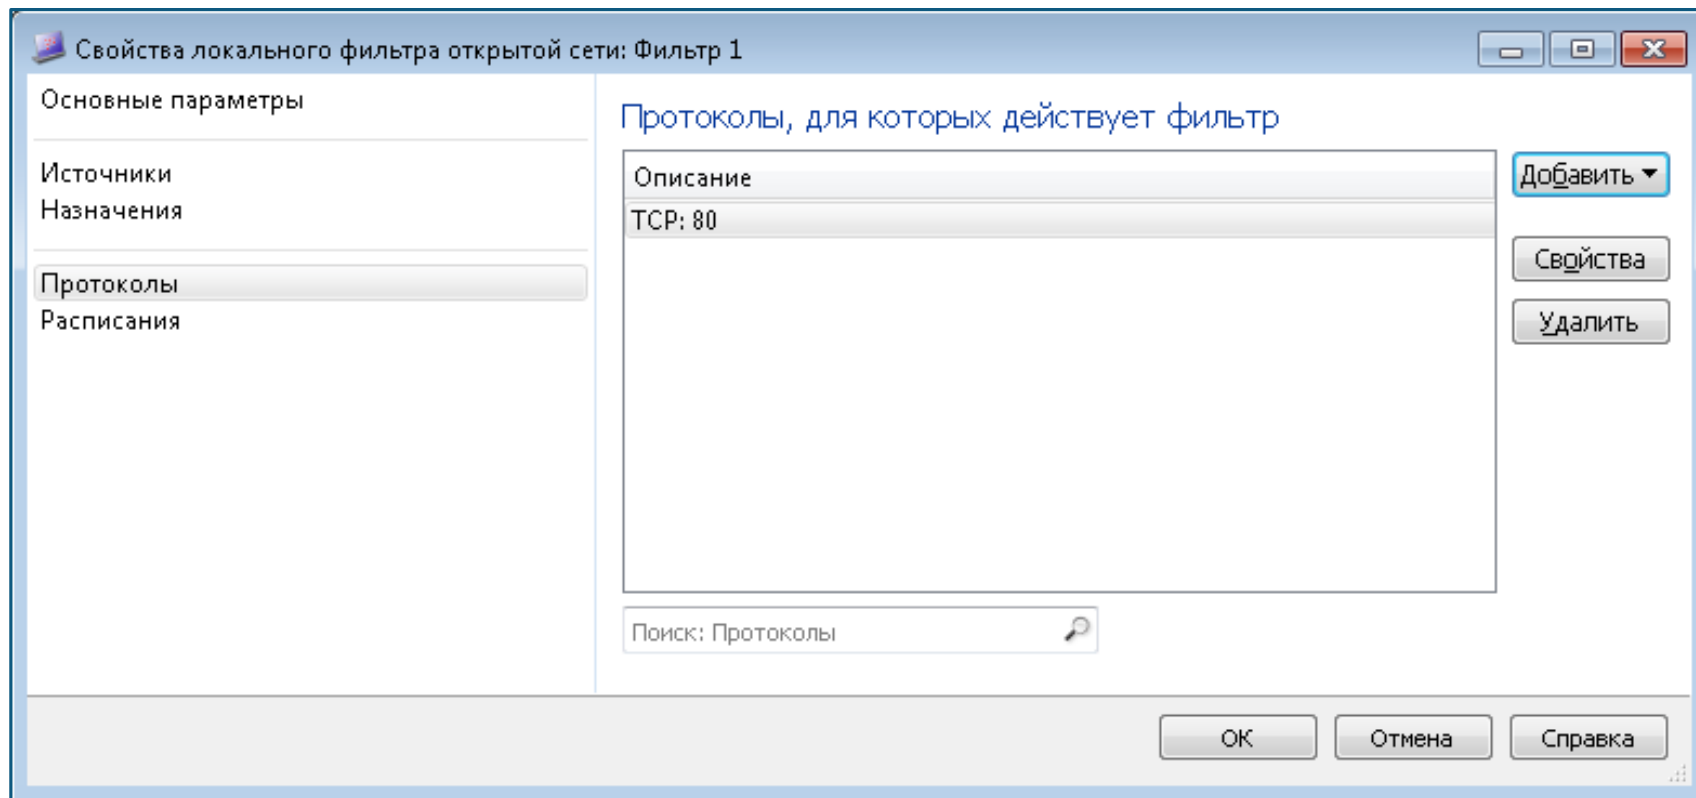 Свойства локального фильтра открытой сети: Фильтр 1
Основные параметры
Источники
Назначения
Протоколы
Расписания
Протоколы, для которых действует фильтр
Описание
TCP: 80
Добавить
Свойства
Удалить
Поиск: Протоколы
ОК
Отмена
Справка